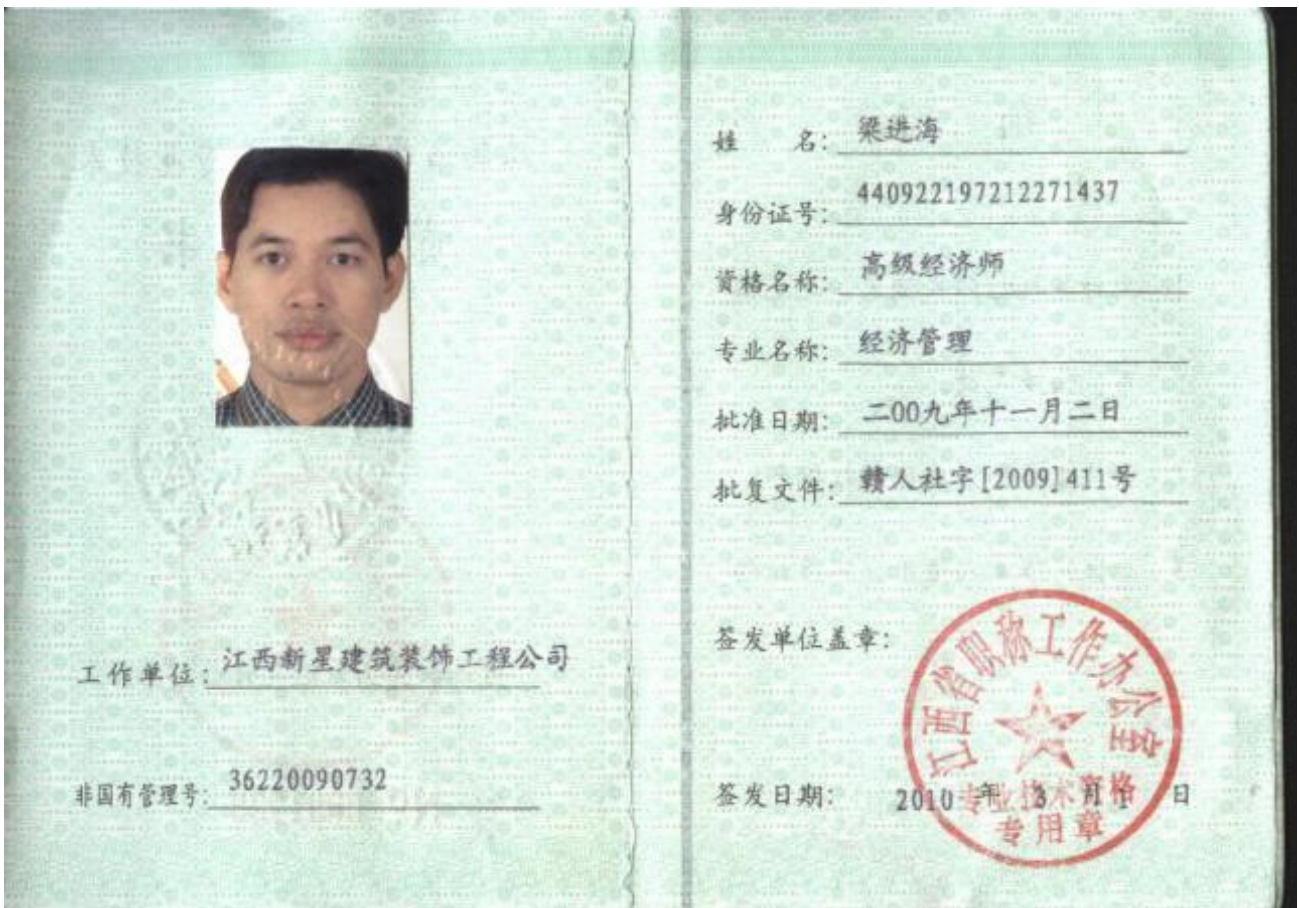 工作单位：江西新星建筑装饰工程公司
非国有管理号：36220090732
姓 名：梁进海
身份证号：440922197212271437
资格名称：高级经济师
专业名称：经济管理
批准日期：二00九年十一月二日
批复文件：赣人社字[2009]411号
签发单位盖章：
江西省职称工作办公室
专业技术资格
专用章
签发日期： 2010 年 3 月 1 日